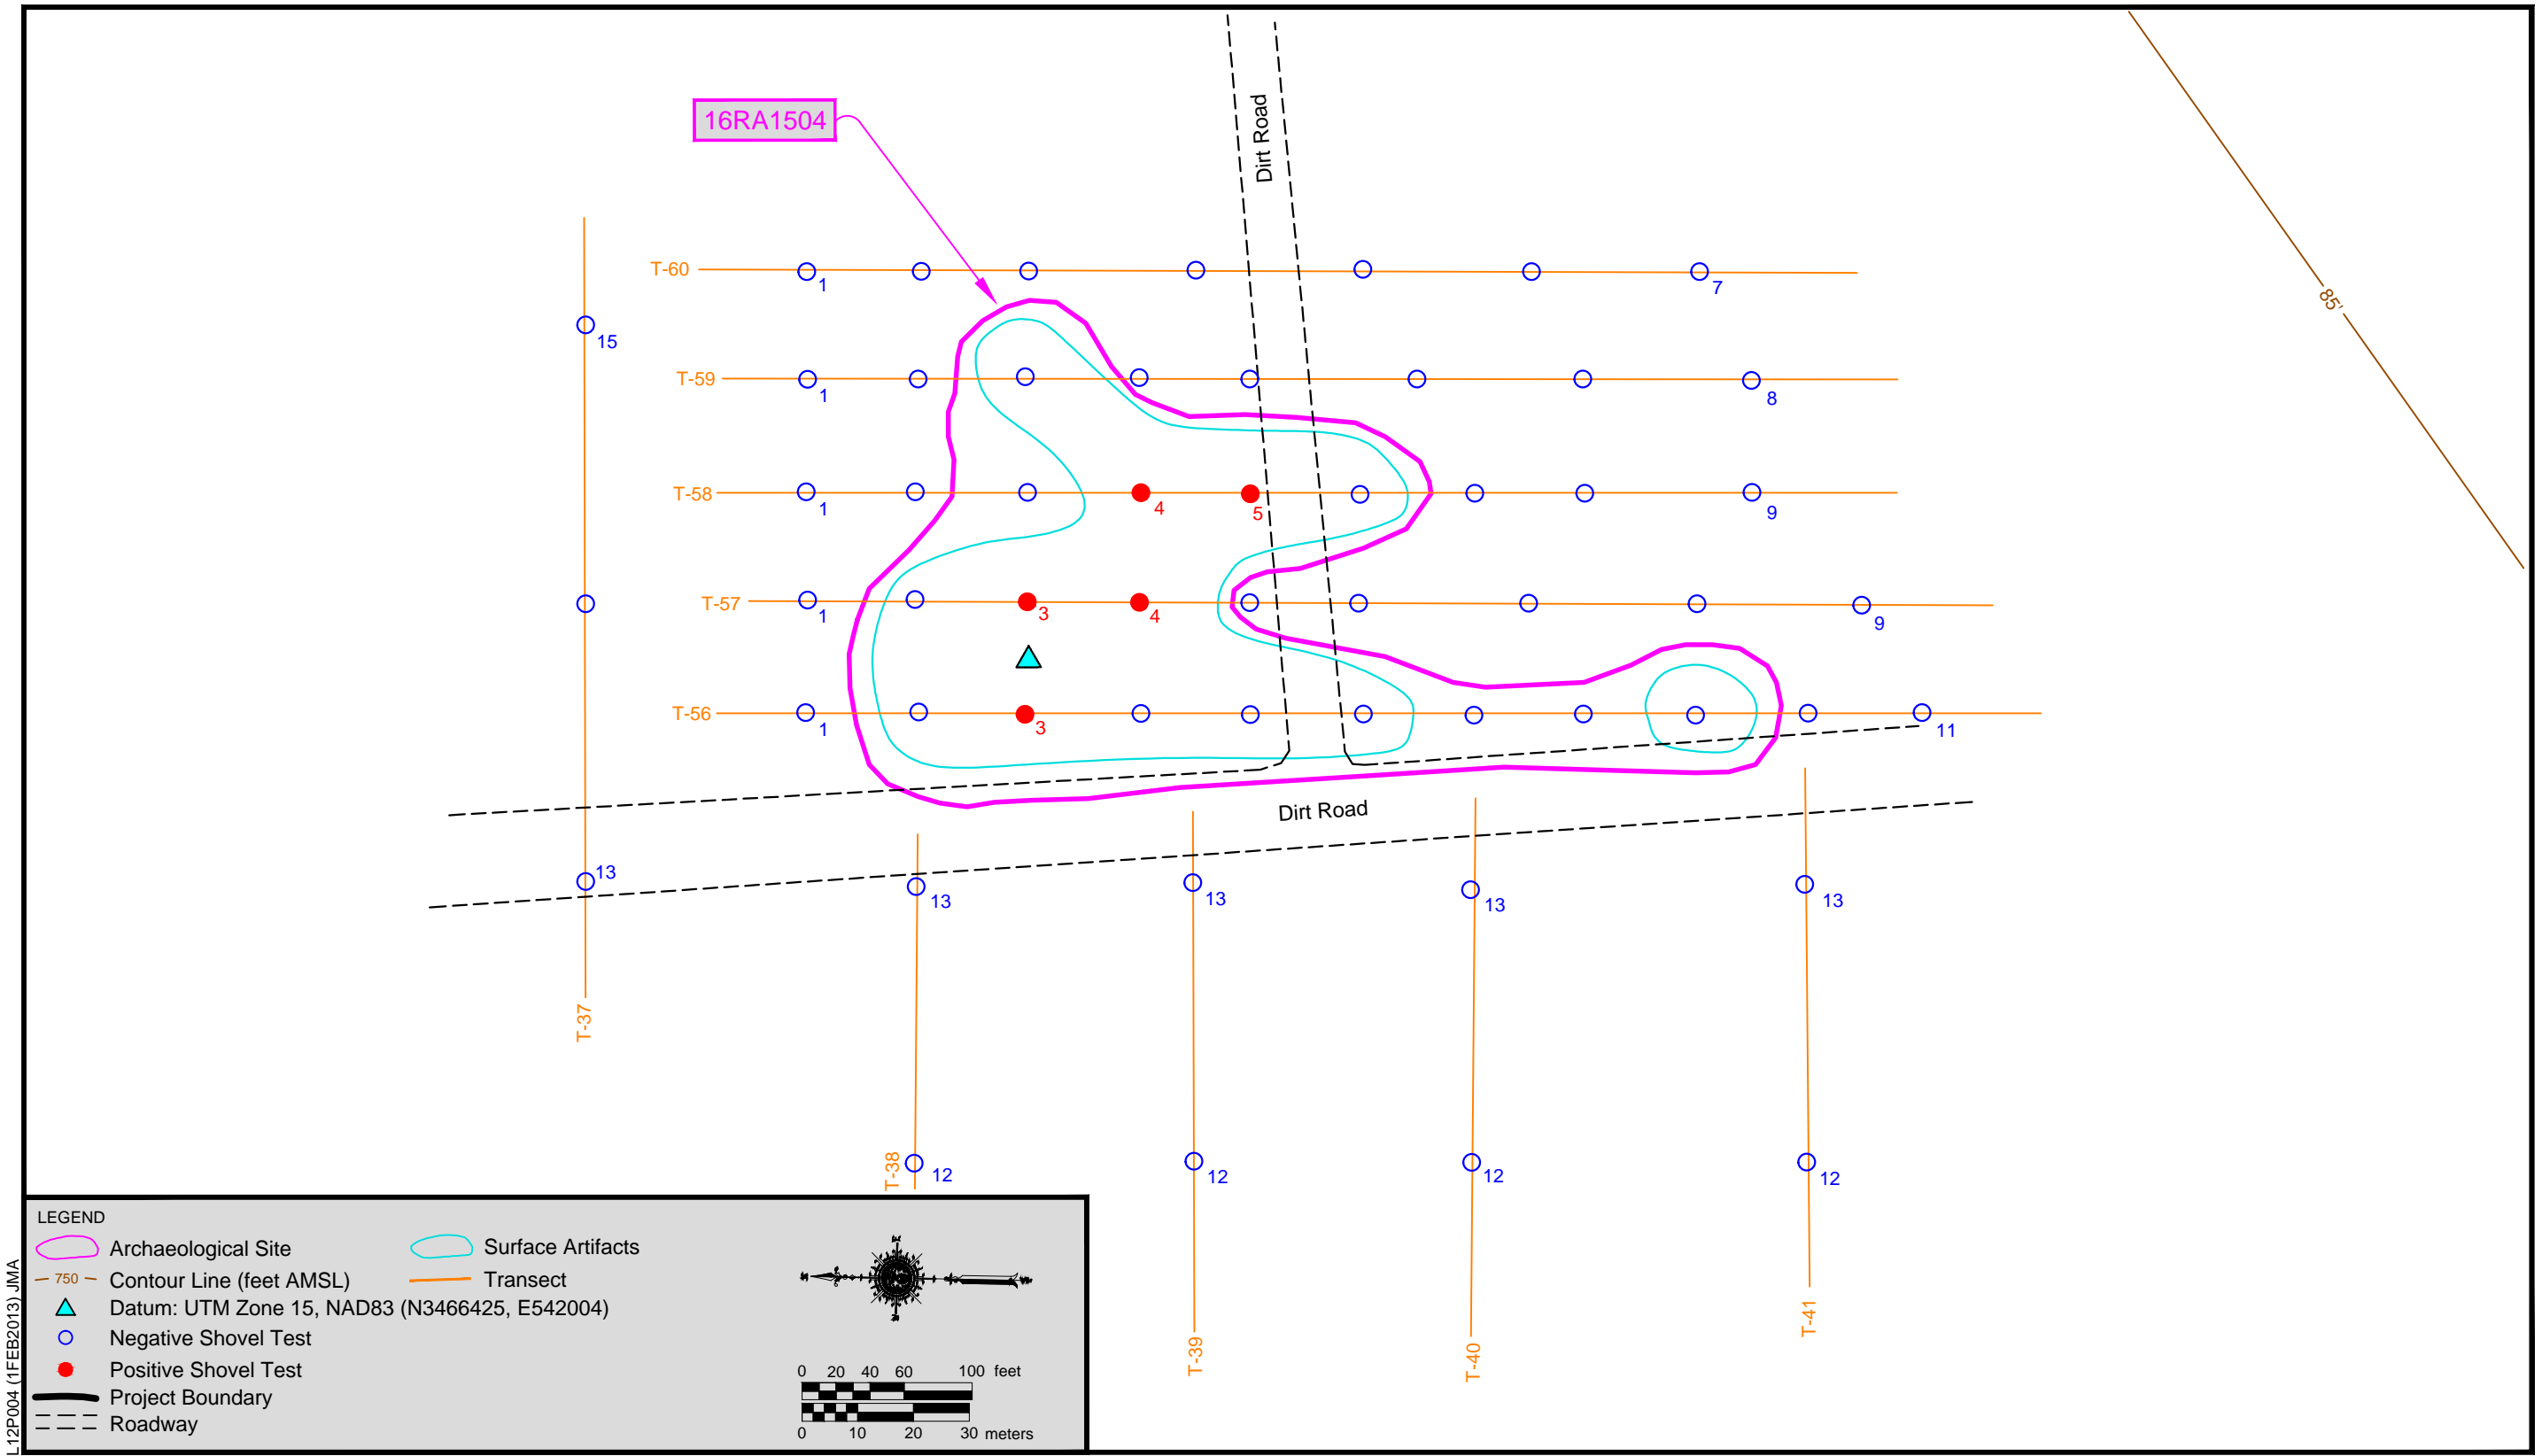 16RA1504
Dirt Road
85'
T-60
1
7
15
T-59
1
8
T-58
1
4
5
9
T-57
1
3
4
9
T-56
1
3
11
Dirt Road
13
13
13
13
13
T-37
T-38
12
12
12
12
T-39
T-40
T-41
LEGEND
Archaeological Site
Surface Artifacts
750
Contour Line (feet AMSL)
Transect
Datum: UTM Zone 15, NAD83 (N3466425, E542004)
Negative Shovel Test
Positive Shovel Test
Project Boundary
Roadway
0 20 40 60 100 feet
0 10 20 30 meters
L12P004 (1FEB2013) JMA